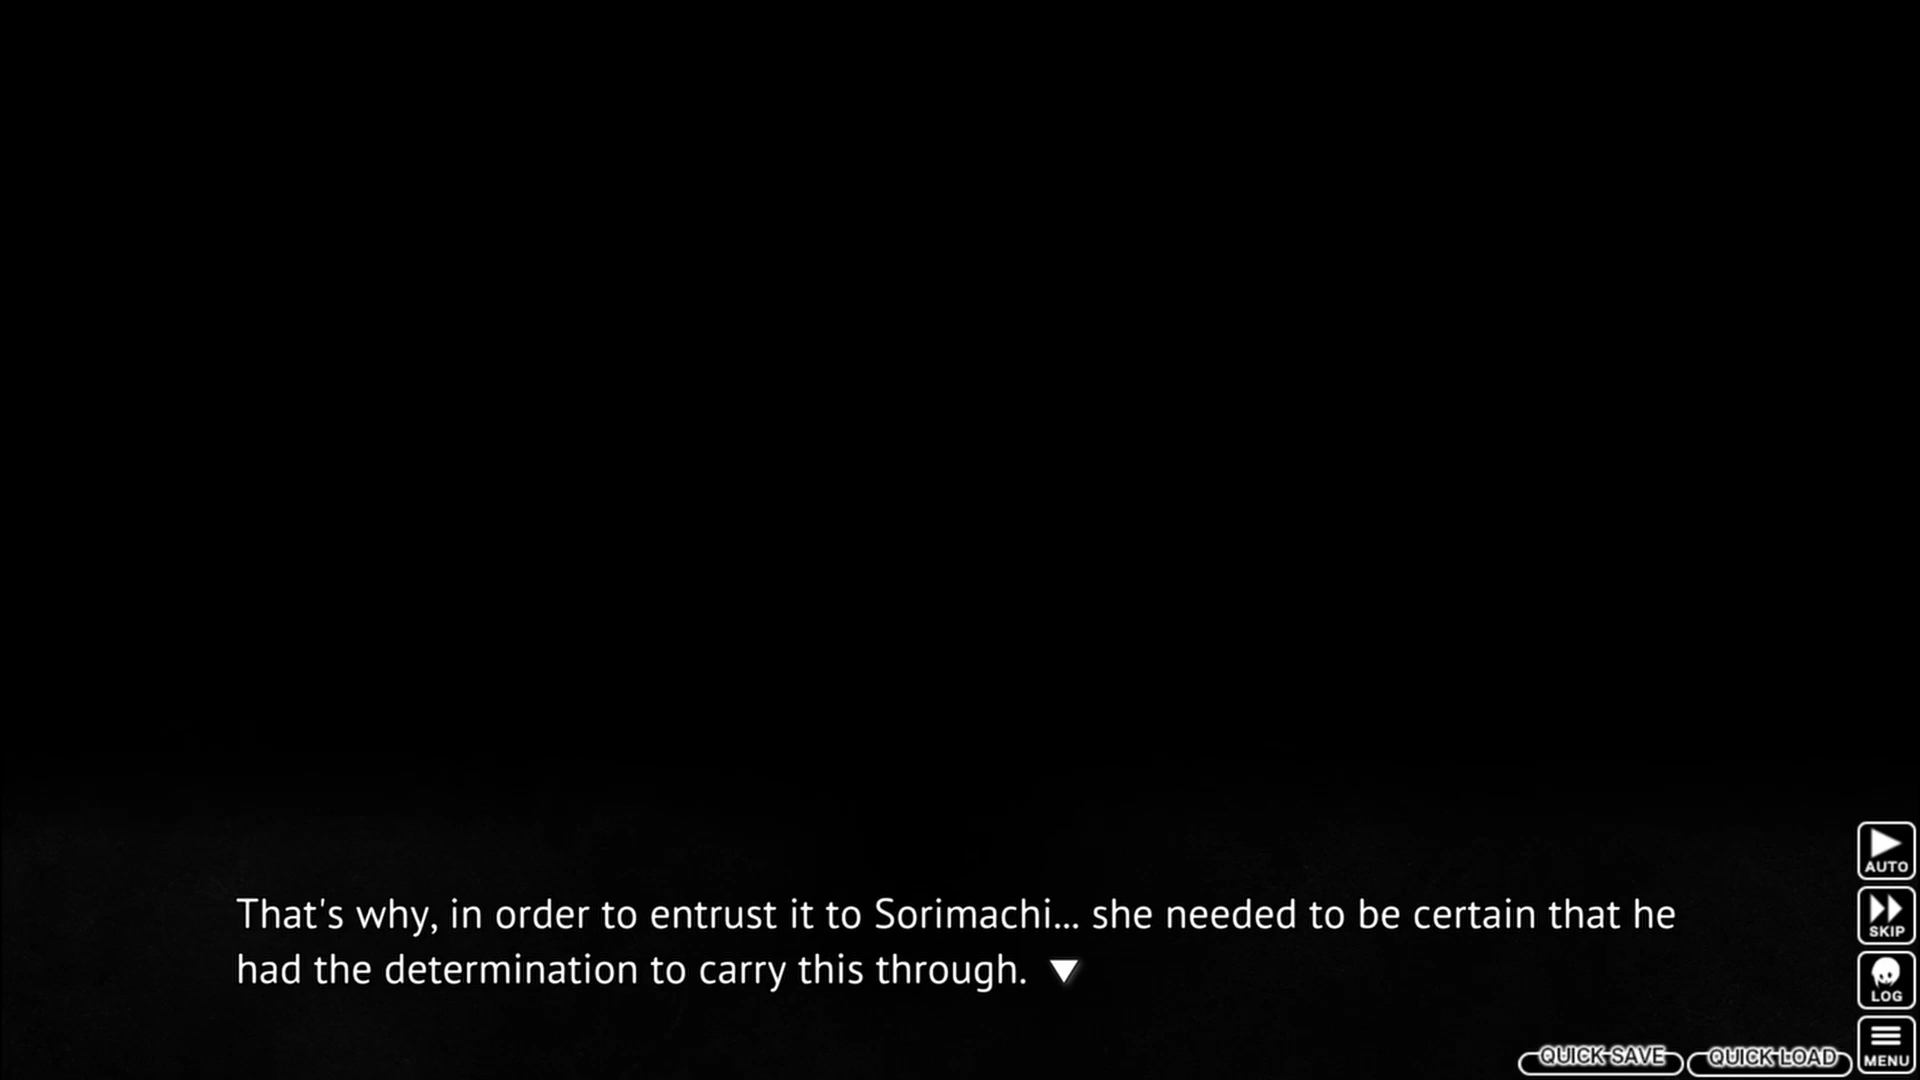 That's why, in order to entrust it to Sorimachi... she needed to be certain that he
had the determination to carry this through.
AUTO
SKIP
LOG
MENU
QUICK SAVE QUICK LOAD